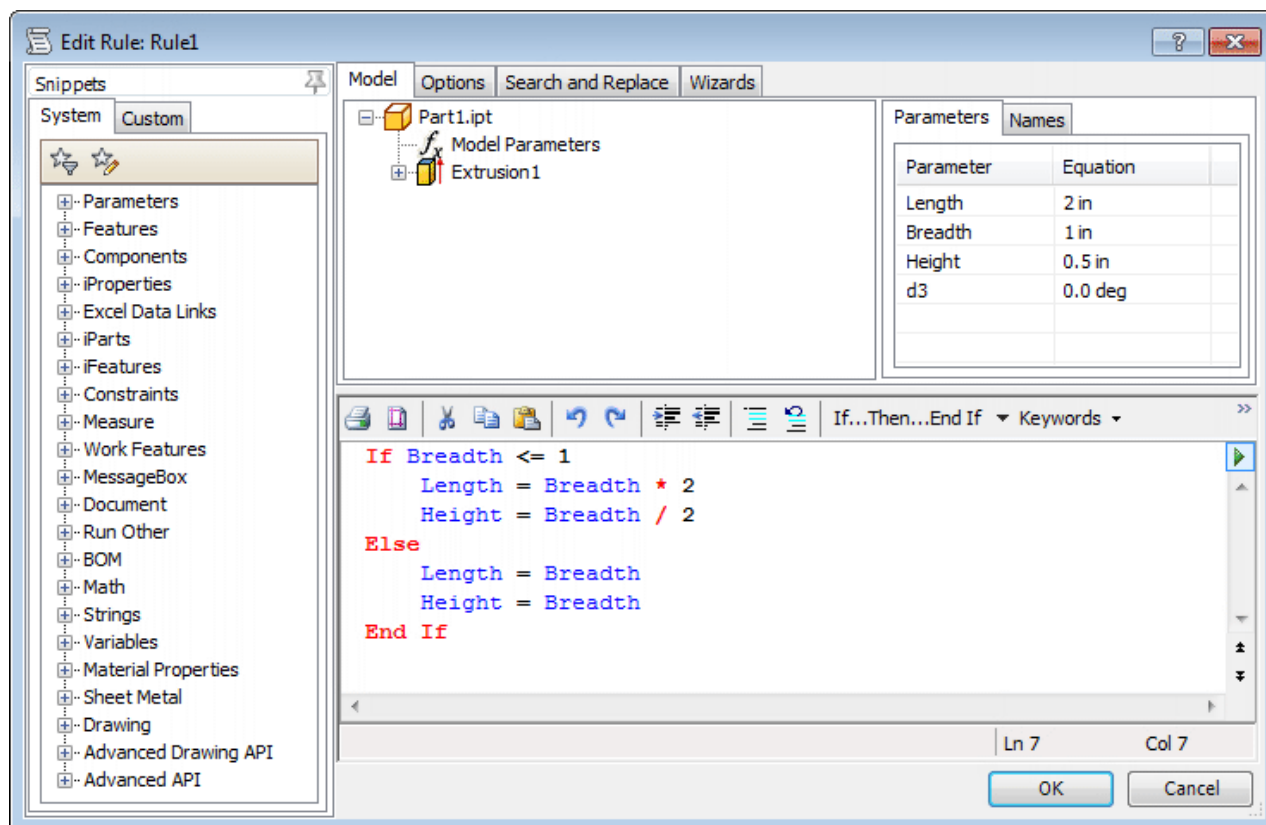 Edit Rule: Rule1
Snippets
System Custom
Parameters
Features
Components
iProperties
Excel Data Links
iParts
iFeatures
Constraints
Measure
Work Features
MessageBox
Document
Run Other
BOM
Math
Strings
Variables
Material Properties
Sheet Metal
Drawing
Advanced Drawing API
Advanced API
Model Options Search and Replace Wizards
Part1.ipt
fx Model Parameters
Extrusion1
Parameters Names
Parameter Equation
Length 2 in
Breadth 1 in
Height 0.5 in
d3 0.0 deg
If...Then...End If Keywords
If Breadth <= 1
Length = Breadth * 2
Height = Breadth / 2
Else
Length = Breadth
Height = Breadth
End If
Ln 7 Col 7
OK Cancel